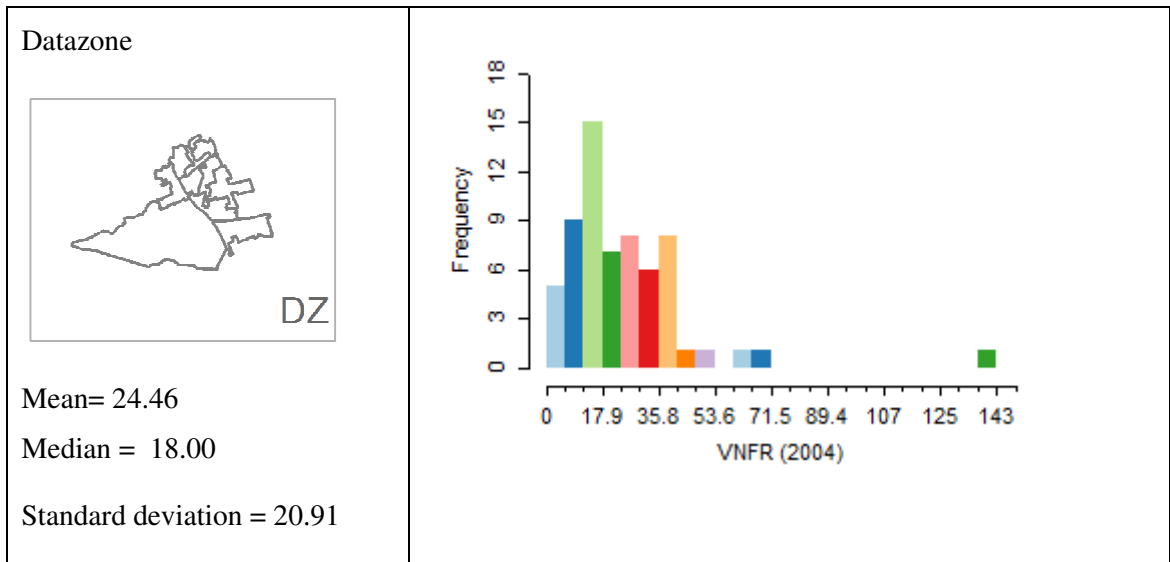 Datazone
DZ
Mean= 24.46
Median = 18.00
Standard deviation = 20.91
Frequency
18
15
12
9
6
3
0
0 17.9 35.8 53.6 71.5 89.4 107 125 143
VNFR (2004)